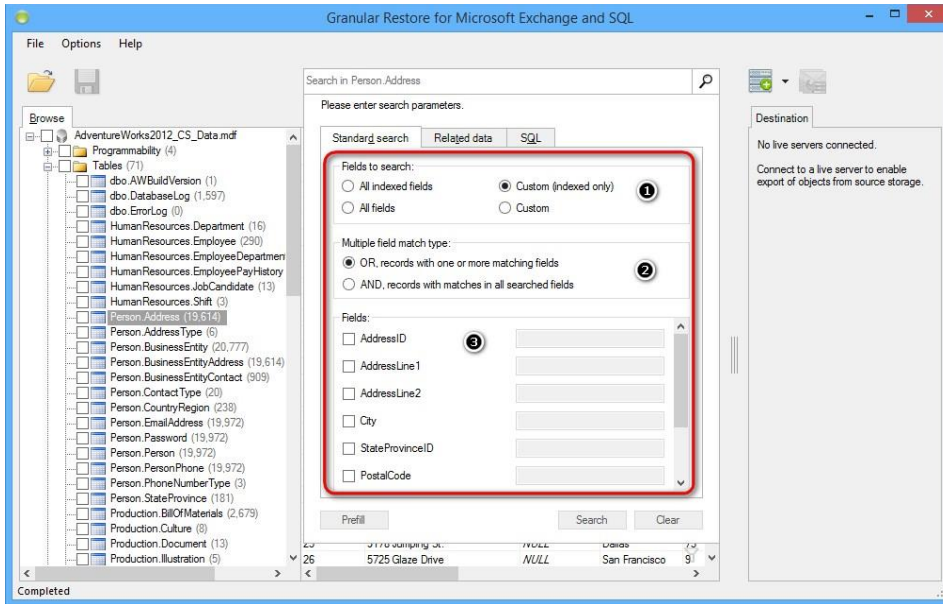 Granular Restore for Microsoft Exchange and SQL
File Options Help
Search in Person.Address
Please enter search parameters.
Browse
AdventureWorks2012_CS_Data.mdf
Programmability (4)
Tables (71)
dbo.AWBuildVersion (1)
dbo.DatabaseLog (1,597)
dbo.ErrorLog (0)
HumanResources.Department (16)
HumanResources.Employee (290)
HumanResources.EmployeeDepartmen
HumanResources.EmployeePayHistory
HumanResources.JobCandidate (13)
HumanResources.Shift (3)
Person.Address (19,614)
Person.AddressType (6)
Person.BusinessEntity (20,777)
Person.BusinessEntityAddress (19,614)
Person.BusinessEntityContact (909)
Person.ContactType (20)
Person.CountryRegion (238)
Person.EmailAddress (19,972)
Person.Password (19,972)
Person.Person (19,972)
Person.PersonPhone (19,972)
Person.PhoneNumberType (3)
Person.StateProvince (181)
Production.BillOfMaterials (2,679)
Production.Culture (8)
Production.Document (13)
Production.Illustration (5)
Standard search Related data SQL
Fields to search:
All indexed fields Custom (indexed only) 1
All fields Custom
Multiple field match type:
OR, records with one or more matching fields 2
AND, records with matches in all searched fields
Fields:
AddressID 3
AddressLine1
AddressLine2
City
StateProvinceID
PostalCode
Prefill Search Clear
26 5725 Glaze Drive NULL San Francisco 9
Destination
No live servers connected.
Connect to a live server to enable
export of objects from source storage.
Completed